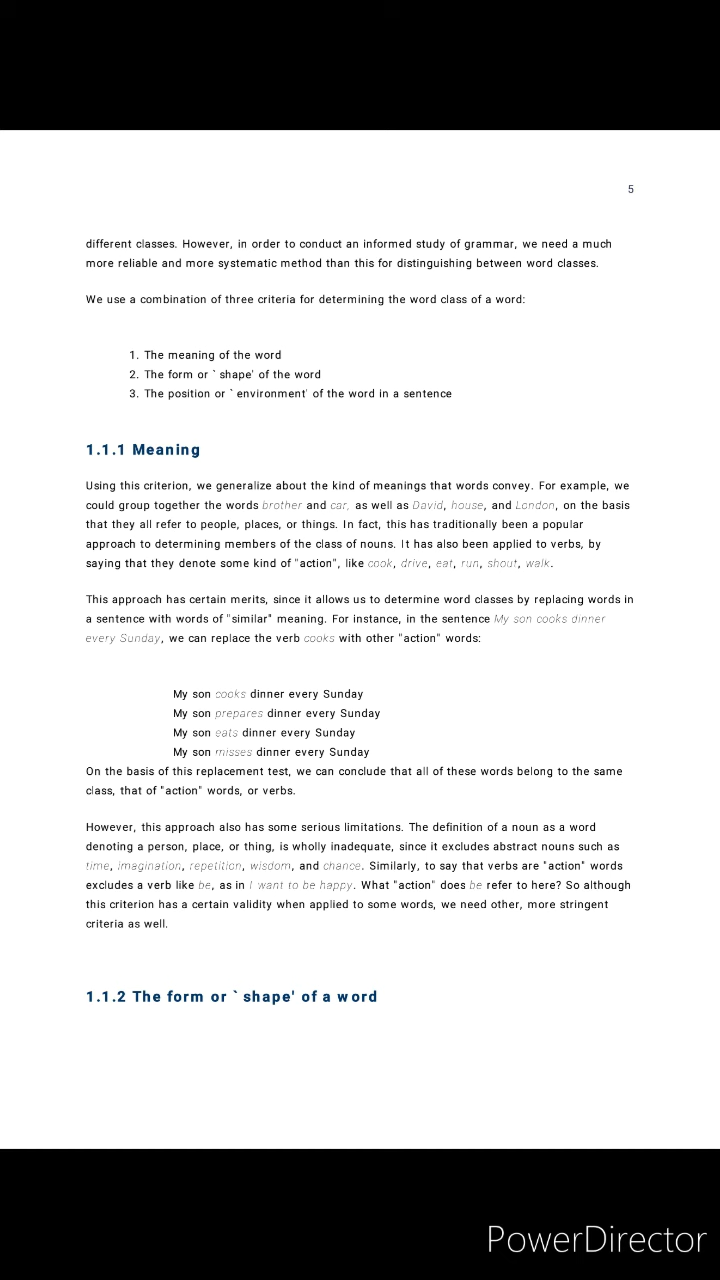 5
different classes. However, in order to conduct an informed study of grammar, we need a much
more reliable and more systematic method than this for distinguishing between word classes.
We use a combination of three criteria for determining the word class of a word:
1. The meaning of the word
2. The form or ` shape' of the word
3. The position or ` environment' of the word in a sentence
1.1.1 Meaning
Using this criterion, we generalize about the kind of meanings that words convey. For example, we
could group together the words brother and car, as well as David, house, and London, on the basis
that they all refer to people, places, or things. In fact, this has traditionally been a popular
approach to determining members of the class of nouns. It has also been applied to verbs, by
saying that they denote some kind of "action", like cook, drive, eat, run, shout, walk.
This approach has certain merits, since it allows us to determine word classes by replacing words in
a sentence with words of "similar" meaning. For instance, in the sentence My son cooks dinner
every Sunday, we can replace the verb cooks with other "action" words:
My son cooks dinner every Sunday
My son prepares dinner every Sunday
My son eats dinner every Sunday
My son misses dinner every Sunday
On the basis of this replacement test, we can conclude that all of these words belong to the same
class, that of "action" words, or verbs.
However, this approach also has some serious limitations. The definition of a noun as a word
denoting a person, place, or thing, is wholly inadequate, since it excludes abstract nouns such as
time, imagination, repetition, wisdom, and chance. Similarly, to say that verbs are "action" words
excludes a verb like be, as in I want to be happy. What "action" does be refer to here? So although
this criterion has a certain validity when applied to some words, we need other, more stringent
criteria as well.
1.1.2 The form or ` shape' of a word
PowerDirector